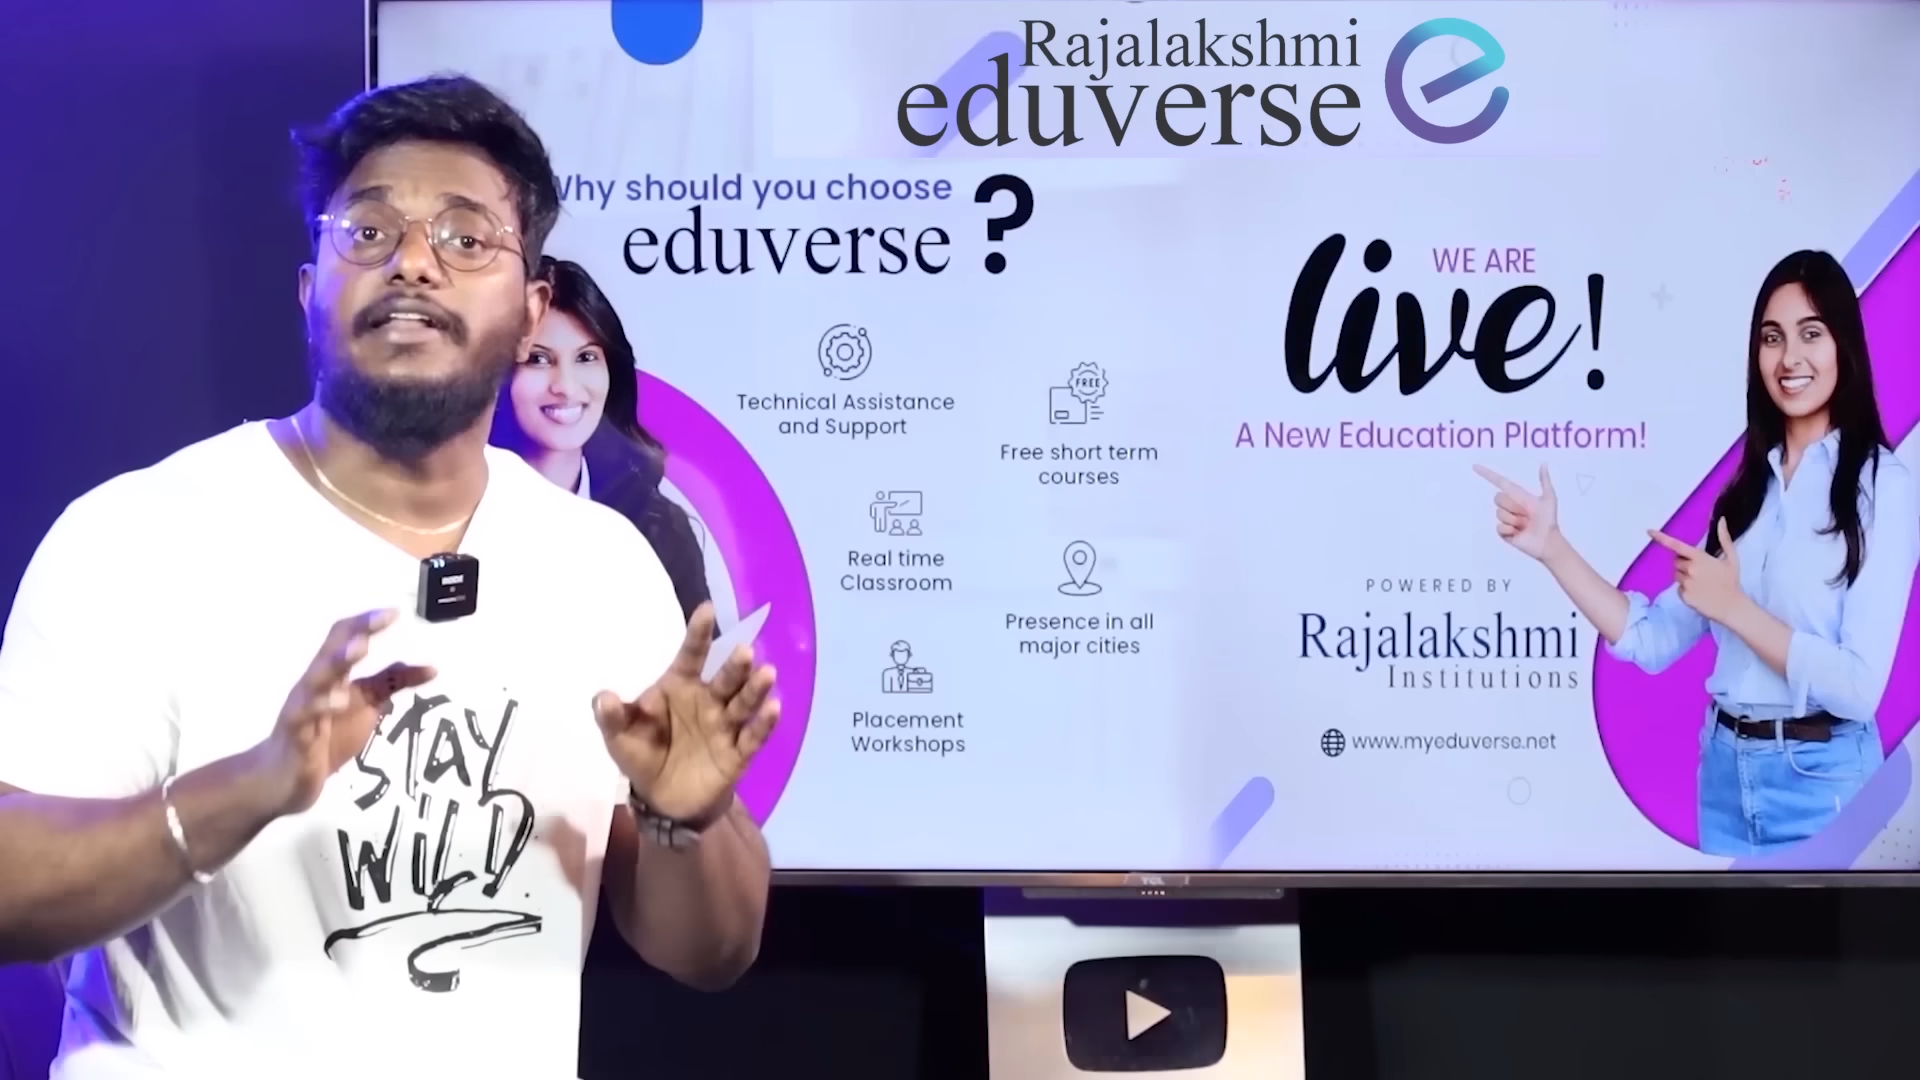 Rajalakshmi
eduverse
Why should you choose
eduverse ?
Technical Assistance
and Support
FREE
Free short term
courses
Real time
Classroom
Presence in all
major cities
Placement
Workshops
WE ARE
live!
A New Education Platform!
POWERED BY
Rajalakshmi
Institutions
www.myeduverse.net
STAY
WILD
TCL
RODE